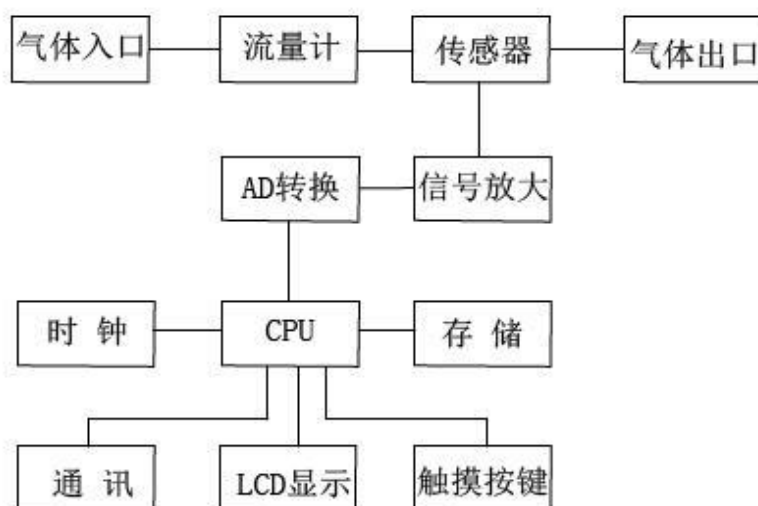 气体入口
流量计
传感器
气体出口
AD转换
信号放大
时 钟
CPU
存 储
通 讯
LCD显示
触摸按键